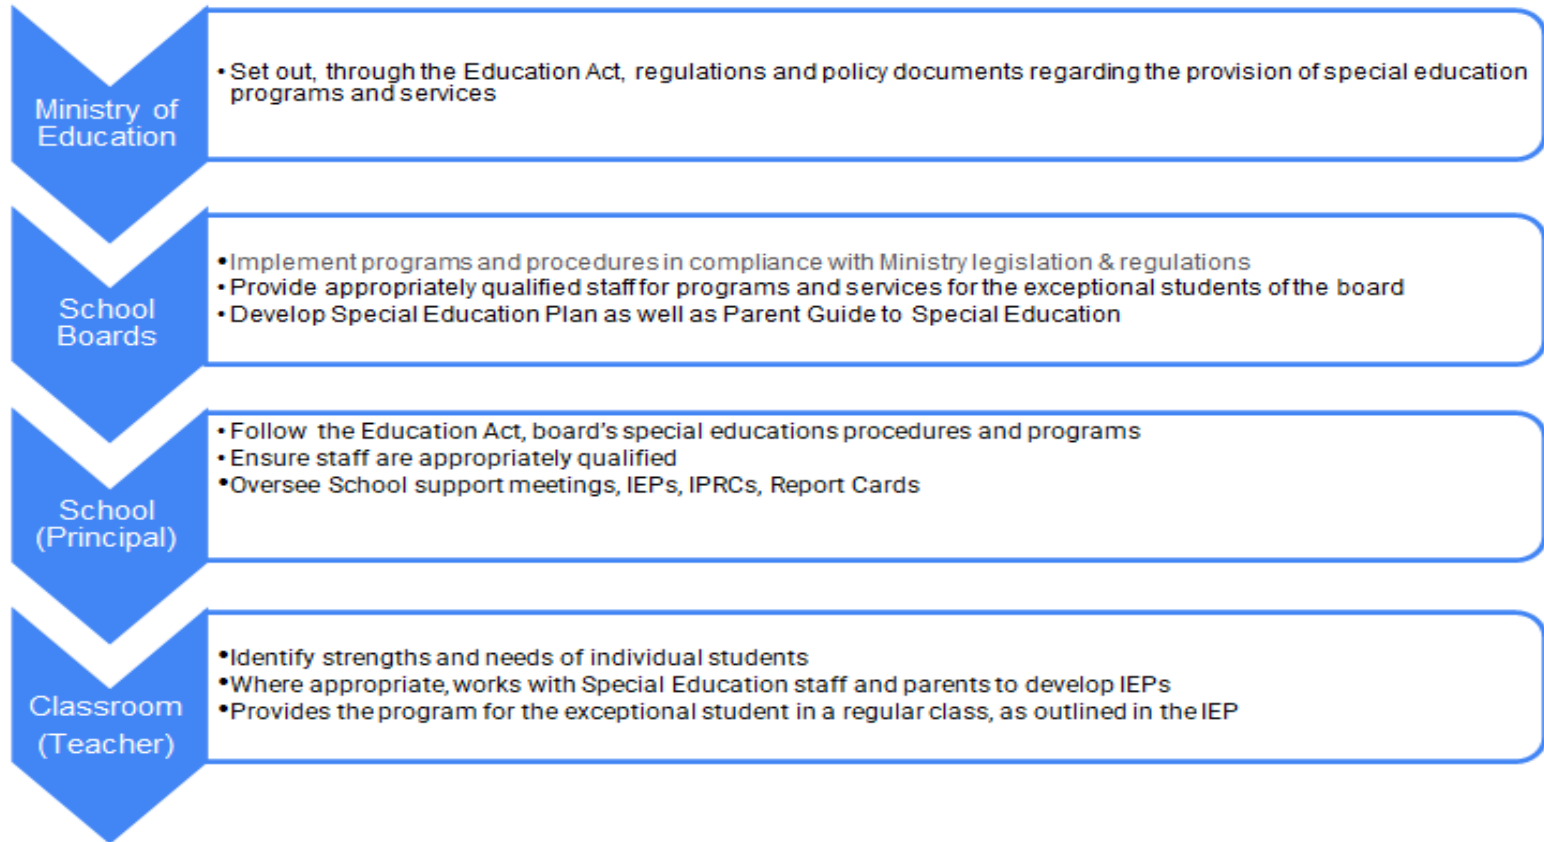 Ministry of
Education
• Set out, through the Education Act, regulations and policy documents regarding the provision of special education
programs and services
School
Boards
• Implement programs and procedures in compliance with Ministry legislation & regulations
• Provide appropriately qualified staff for programs and services for the exceptional students of the board
• Develop Special Education Plan as well as Parent Guide to Special Education
School
(Principal)
• Follow the Education Act, board's special educations procedures and programs
• Ensure staff are appropriately qualified
• Oversee School support meetings, IEPs, IPRCs, Report Cards
Classroom
(Teacher)
• Identify strengths and needs of individual students
• Where appropriate, works with Special Education staff and parents to develop IEPs
• Provides the program for the exceptional student in a regular class, as outlined in the IEP